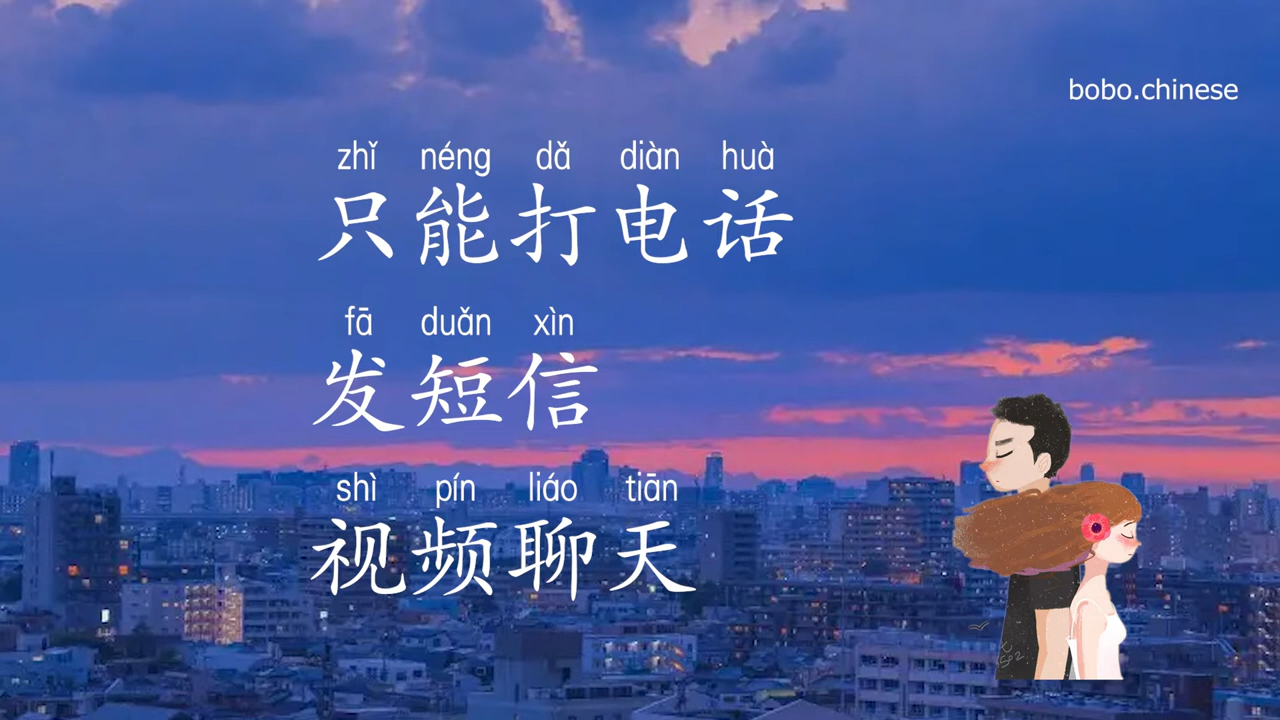 bobo.chinese
zhǐ néng dǎ diàn huà
只能打电话
fā duǎn xìn
发短信
shì pín liáo tiān
视频聊天